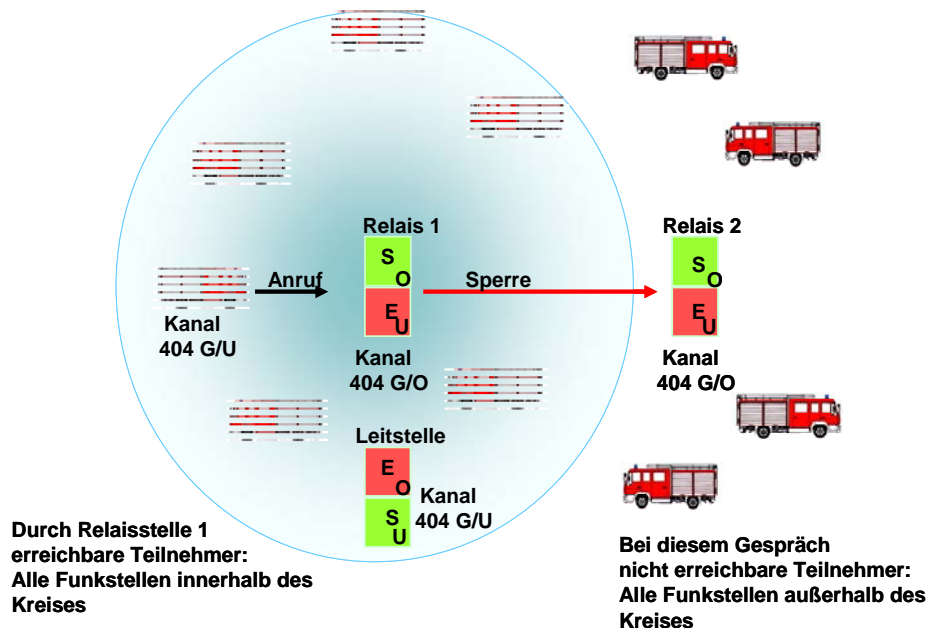 Relais 1
S
O
E
U
Relais 2
S
O
E
U
Anruf
Sperre
Kanal
404 G/U
Kanal
404 G/O
Kanal
404 G/O
Leitstelle
E
O
S
U
Kanal
404 G/U
Durch Relaisstelle 1
erreichbare Teilnehmer:
Alle Funkstellen innerhalb des
Kreises
Bei diesem Gespräch
nicht erreichbare Teilnehmer:
Alle Funkstellen außerhalb des
Kreises